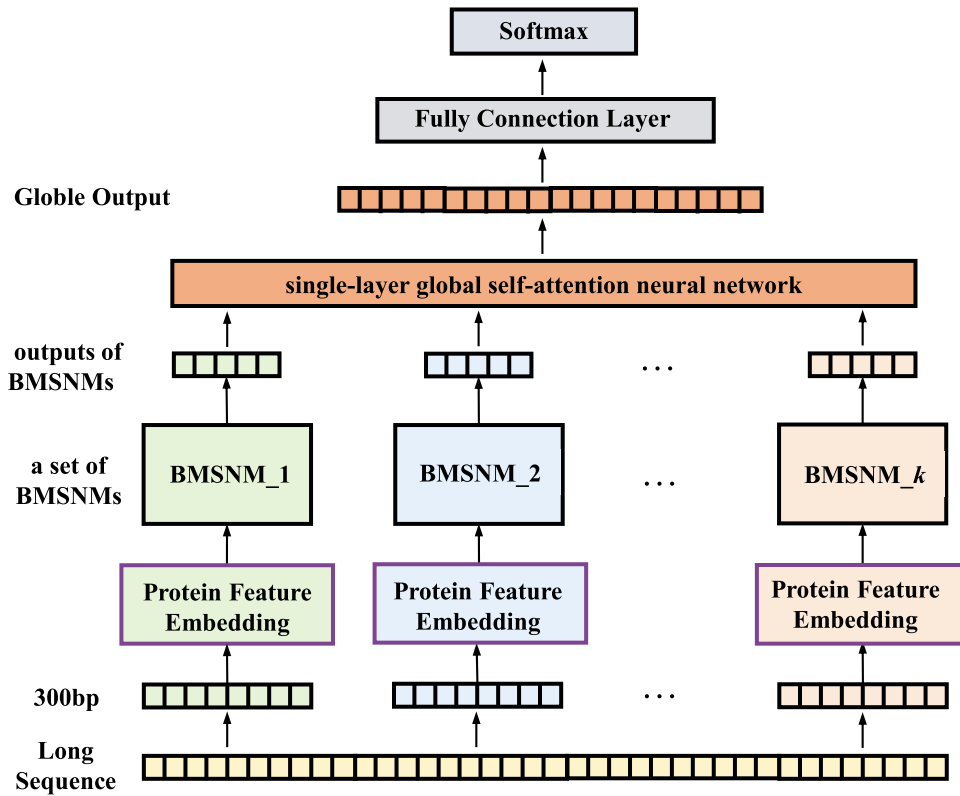 Softmax
Fully Connection Layer
Globle Output
single-layer global self-attention neural network
outputs of
BMSNMs
...
a set of
BMSNMs
BMSNM_1
BMSNM_2
...
BMSNM_k
Protein Feature
Embedding
Protein Feature
Embedding
Protein Feature
Embedding
300bp
...
Long
Sequence